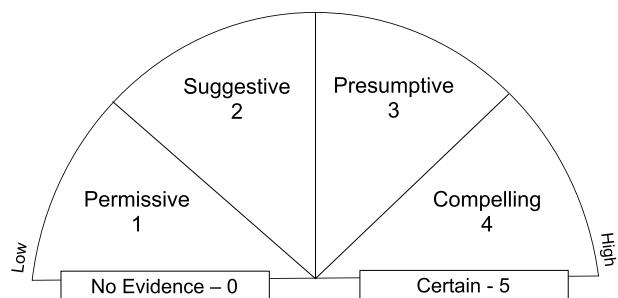 Suggestive
2
Presumptive
3
Permissive
1
Compelling
4
Low
High
No Evidence – 0
Certain - 5